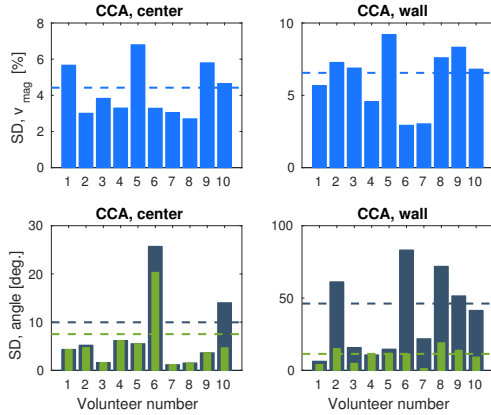 CCA, center
CCA, wall
SD, v_mag [%]
8
6
4
2
0
1 2 3 4 5 6 7 8 9 10
10
5
0
1 2 3 4 5 6 7 8 9 10
CCA, center
CCA, wall
SD, angle [deg.]
30
20
10
0
1 2 3 4 5 6 7 8 9 10
Volunteer number
100
50
0
1 2 3 4 5 6 7 8 9 10
Volunteer number